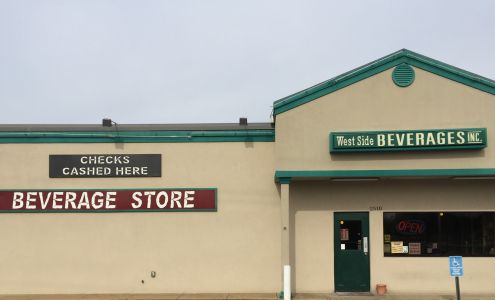 CHECKS
CASHED HERE
BEVERAGE STORE
West Side BEVERAGES INC.
OPEN